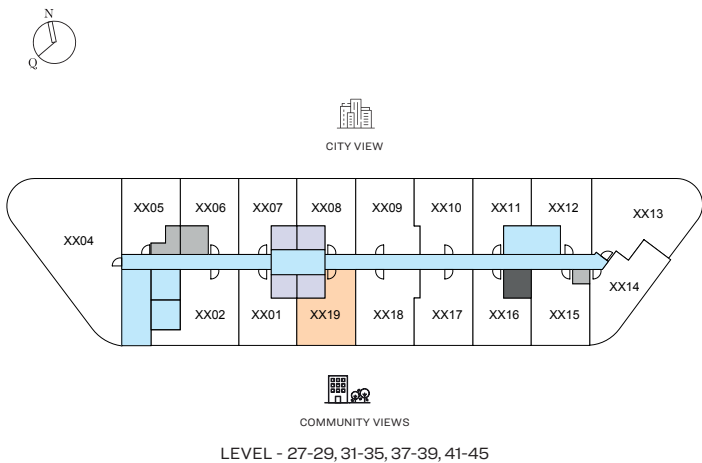 N
Q
CITY VIEW
XX05 XX06 XX07 XX08 XX09 XX10 XX11 XX12
XX04 XX13
XX14
XX02 XX01 XX19 XX18 XX17 XX16 XX15
COMMUNITY VIEWS
LEVEL - 27-29, 31-35, 37-39, 41-45